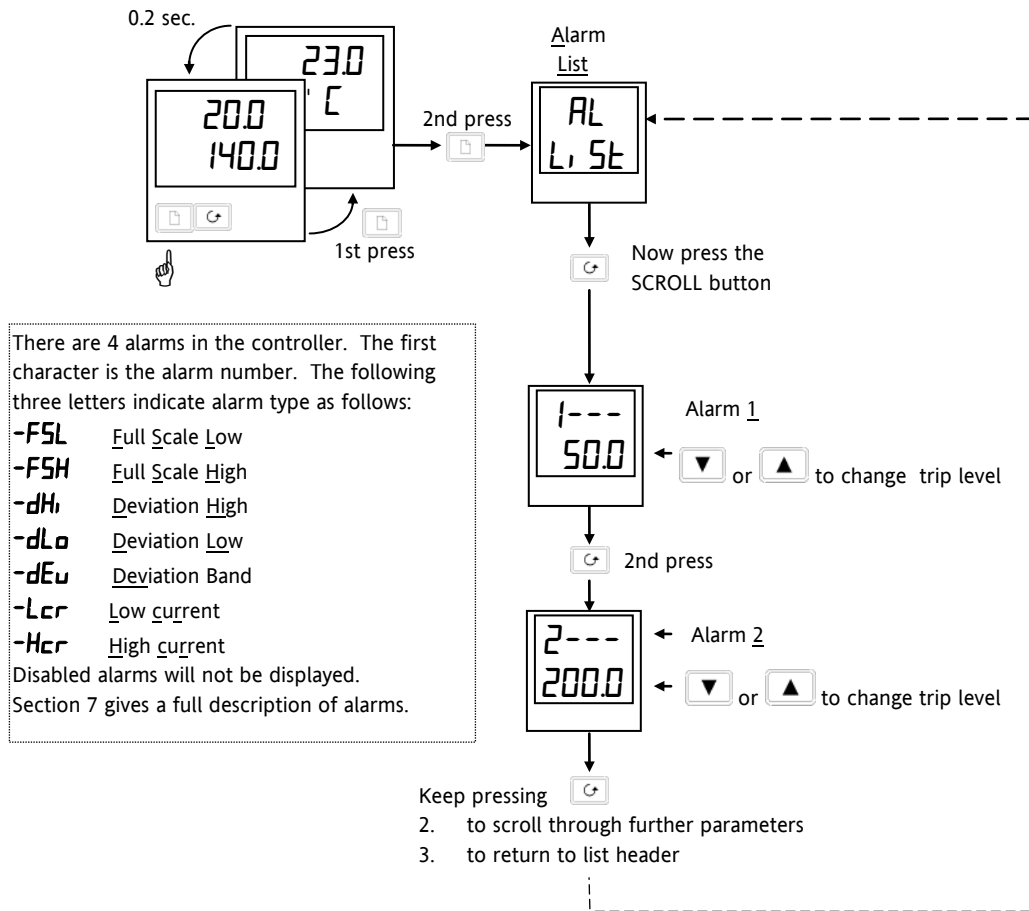 0.2 sec.
23.0
°C
20.0
140.0
1st press
2nd press
Alarm
List
AL
LiSt
Now press the
SCROLL button
There are 4 alarms in the controller. The first
character is the alarm number. The following
three letters indicate alarm type as follows:
-FSL Full Scale Low
-FSH Full Scale High
-dHi Deviation High
-dLo Deviation Low
-dEv Deviation Band
-Lcr Low current
-Hcr High current
Disabled alarms will not be displayed.
Section 7 gives a full description of alarms.
1---
50.0
Alarm 1
or to change trip level
2nd press
2---
200.0
Alarm 2
or to change trip level
Keep pressing
2. to scroll through further parameters
3. to return to list header